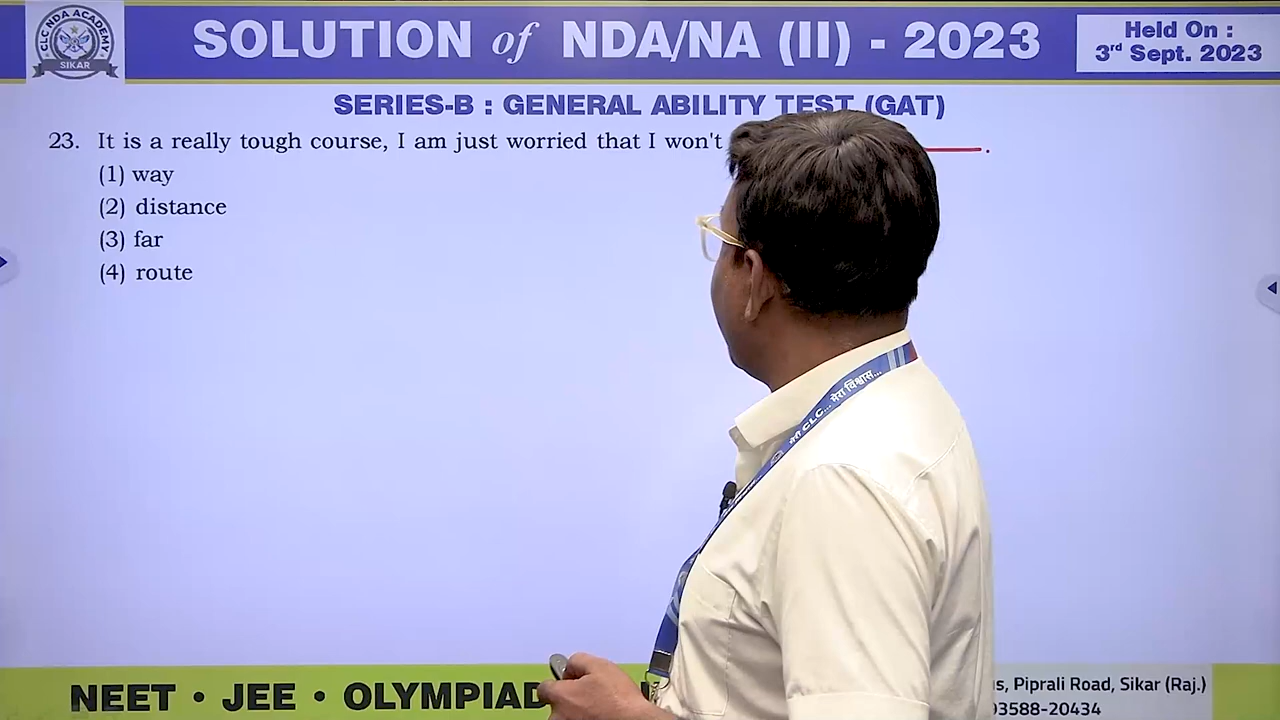 CLC NDA ACADEMY
SIKAR
SOLUTION of NDA/NA (II) - 2023
Held On :
3rd Sept. 2023
SERIES-B : GENERAL ABILITY TEST (GAT)
23. It is a really tough course, I am just worried that I won't
(1) way
(2) distance
(3) far
(4) route
मेरा CLC... मेरा विश्वास...
NEET • JEE • OLYMPIAD
, Piprali Road, Sikar (Raj.)
3588-20434